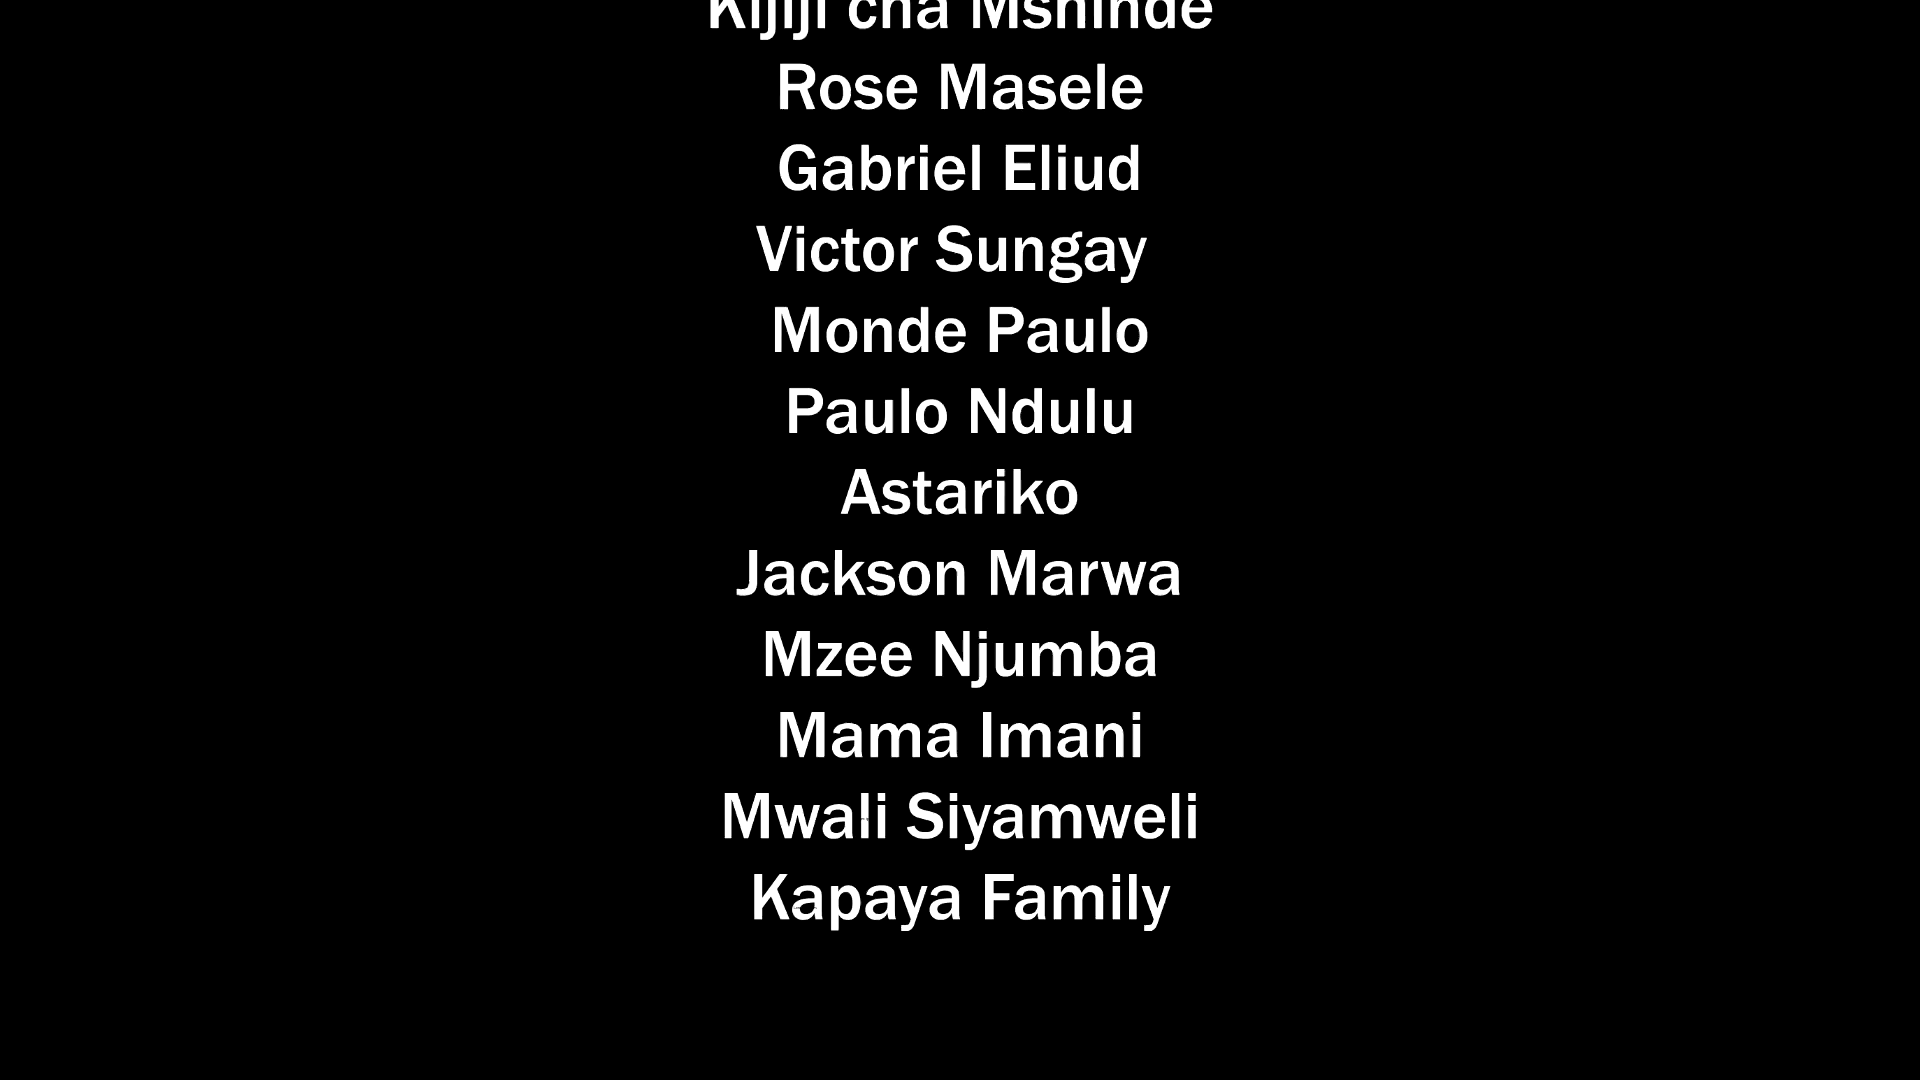 Kijiji cha Mshinde
Rose Masele
Gabriel Eliud
Victor Sungay
Monde Paulo
Paulo Ndulu
Astariko
Jackson Marwa
Mzee Njumba
Mama Imani
Mwali Siyamweli
Kapaya Family